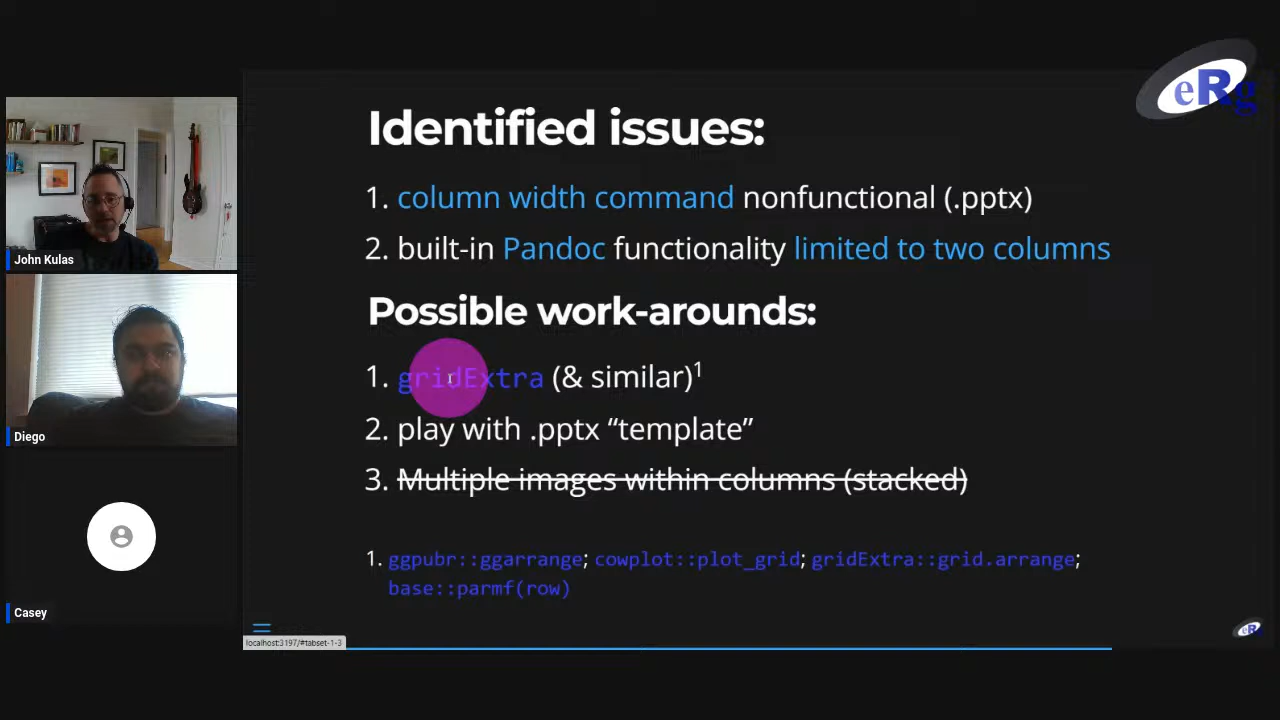 eRg
Identified issues:
1. column width command nonfunctional (.pptx)
2. built-in Pandoc functionality limited to two columns
Possible work-arounds:
1. gridExtra (& similar)1
2. play with .pptx “template”
3. Multiple images within columns (stacked)
1. ggpubr::ggarrange; cowplot::plot_grid; gridExtra::grid.arrange;
base::parmf(row)
John Kulas
Diego
Casey
localhost:3197/#tabset-1-3
eRg